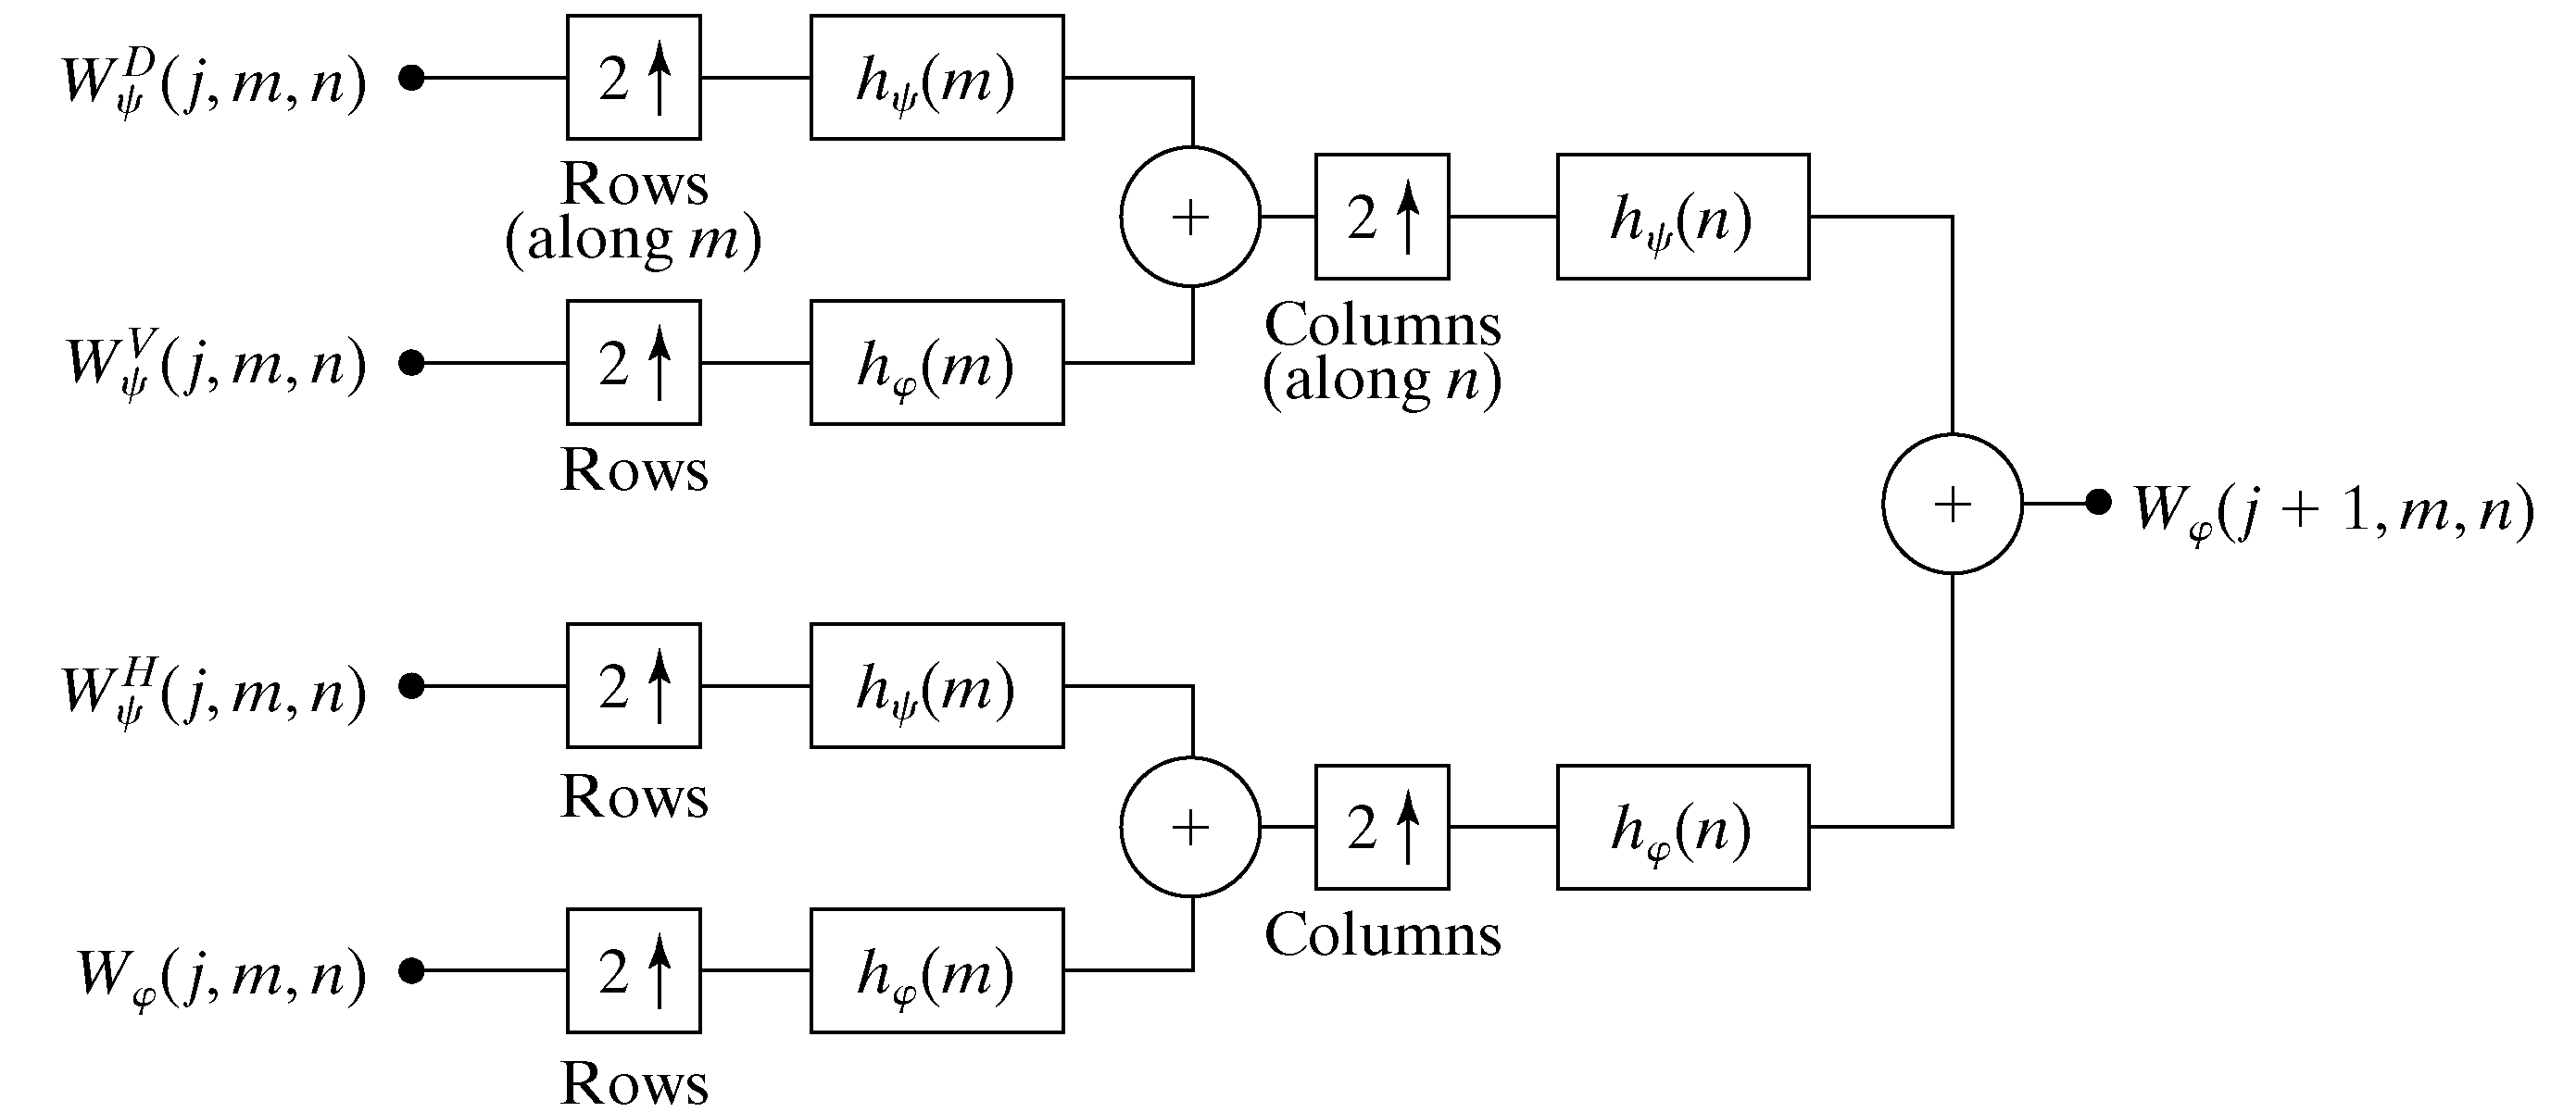 W_ψ^D(j, m, n) 2↑ h_ψ(m)
Rows
(along m)
+ 2↑ h_ψ(n)
Columns
(along n)
W_ψ^V(j, m, n) 2↑ h_φ(m)
Rows
+ W_φ(j + 1, m, n)
W_ψ^H(j, m, n) 2↑ h_ψ(m)
Rows
+ 2↑ h_φ(n)
Columns
W_φ(j, m, n) 2↑ h_φ(m)
Rows